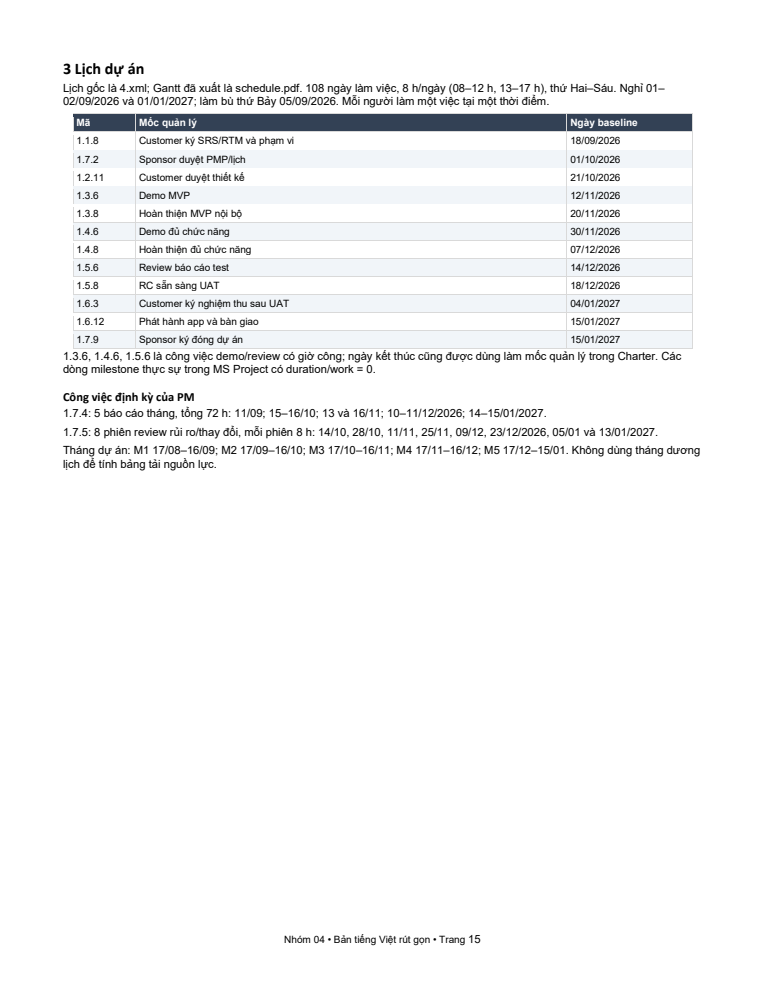 3 Lịch dự án
Lịch gốc là 4.xml; Gantt đã xuất là schedule.pdf. 108 ngày làm việc, 8 h/ngày (08–12 h, 13–17 h), thứ Hai–Sáu. Nghỉ 01–
02/09/2026 và 01/01/2027; làm bù thứ Bảy 05/09/2026. Mỗi người làm một việc tại một thời điểm.
Mã Mốc quản lý Ngày baseline
1.1.8 Customer ký SRS/RTM và phạm vi 18/09/2026
1.7.2 Sponsor duyệt PMP/lịch 01/10/2026
1.2.11 Customer duyệt thiết kế 21/10/2026
1.3.6 Demo MVP 12/11/2026
1.3.8 Hoàn thiện MVP nội bộ 20/11/2026
1.4.6 Demo đủ chức năng 30/11/2026
1.4.8 Hoàn thiện đủ chức năng 07/12/2026
1.5.6 Review báo cáo test 14/12/2026
1.5.8 RC sẵn sàng UAT 18/12/2026
1.6.3 Customer ký nghiệm thu sau UAT 04/01/2027
1.6.12 Phát hành app và bàn giao 15/01/2027
1.7.9 Sponsor ký đóng dự án 15/01/2027
1.3.6, 1.4.6, 1.5.6 là công việc demo/review có giờ công; ngày kết thúc cũng được dùng làm mốc quản lý trong Charter. Các
dòng milestone thực sự trong MS Project có duration/work = 0.
Công việc định kỳ của PM
1.7.4: 5 báo cáo tháng, tổng 72 h: 11/09; 15–16/10; 13 và 16/11; 10–11/12/2026; 14–15/01/2027.
1.7.5: 8 phiên review rủi ro/thay đổi, mỗi phiên 8 h: 14/10, 28/10, 11/11, 25/11, 09/12, 23/12/2026, 05/01 và 13/01/2027.
Tháng dự án: M1 17/08–16/09; M2 17/09–16/10; M3 17/10–16/11; M4 17/11–16/12; M5 17/12–15/01. Không dùng tháng dương
lịch để tính bảng tải nguồn lực.
Nhóm 04 • Bản tiếng Việt rút gọn • Trang 15